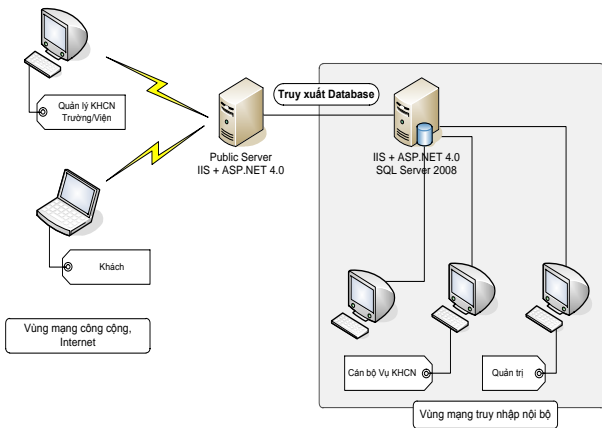 Quản lý KHCN
Trường/Viện
Khách
Vùng mạng công cộng,
Internet
Public Server
IIS + ASP.NET 4.0
Truy xuất Database
IIS + ASP.NET 4.0
SQL Server 2008
Cán bộ Vụ KHCN
Quản trị
Vùng mạng truy nhập nội bộ